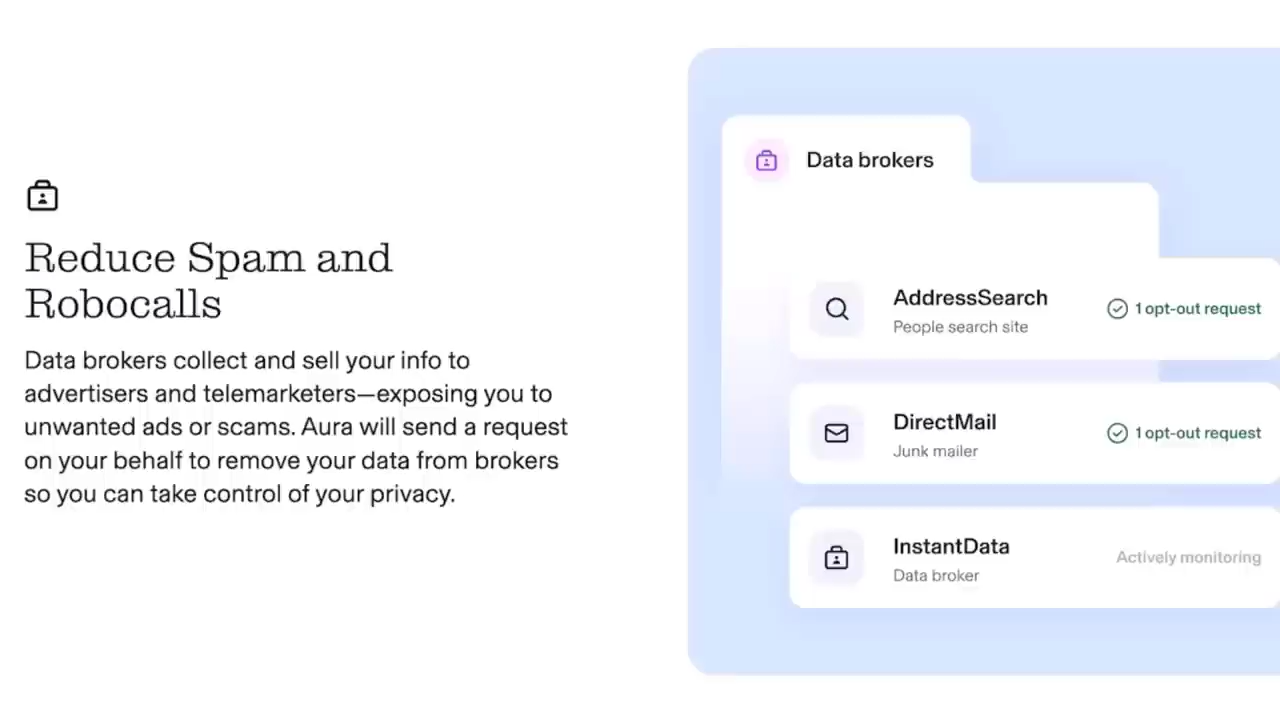 Reduce Spam and
Robocalls
Data brokers collect and sell your info to
advertisers and telemarketers—exposing you to
unwanted ads or scams. Aura will send a request
on your behalf to remove your data from brokers
so you can take control of your privacy.
Data brokers
AddressSearch
People search site
1 opt-out request
DirectMail
Junk mailer
1 opt-out request
InstantData
Data broker
Actively monitoring